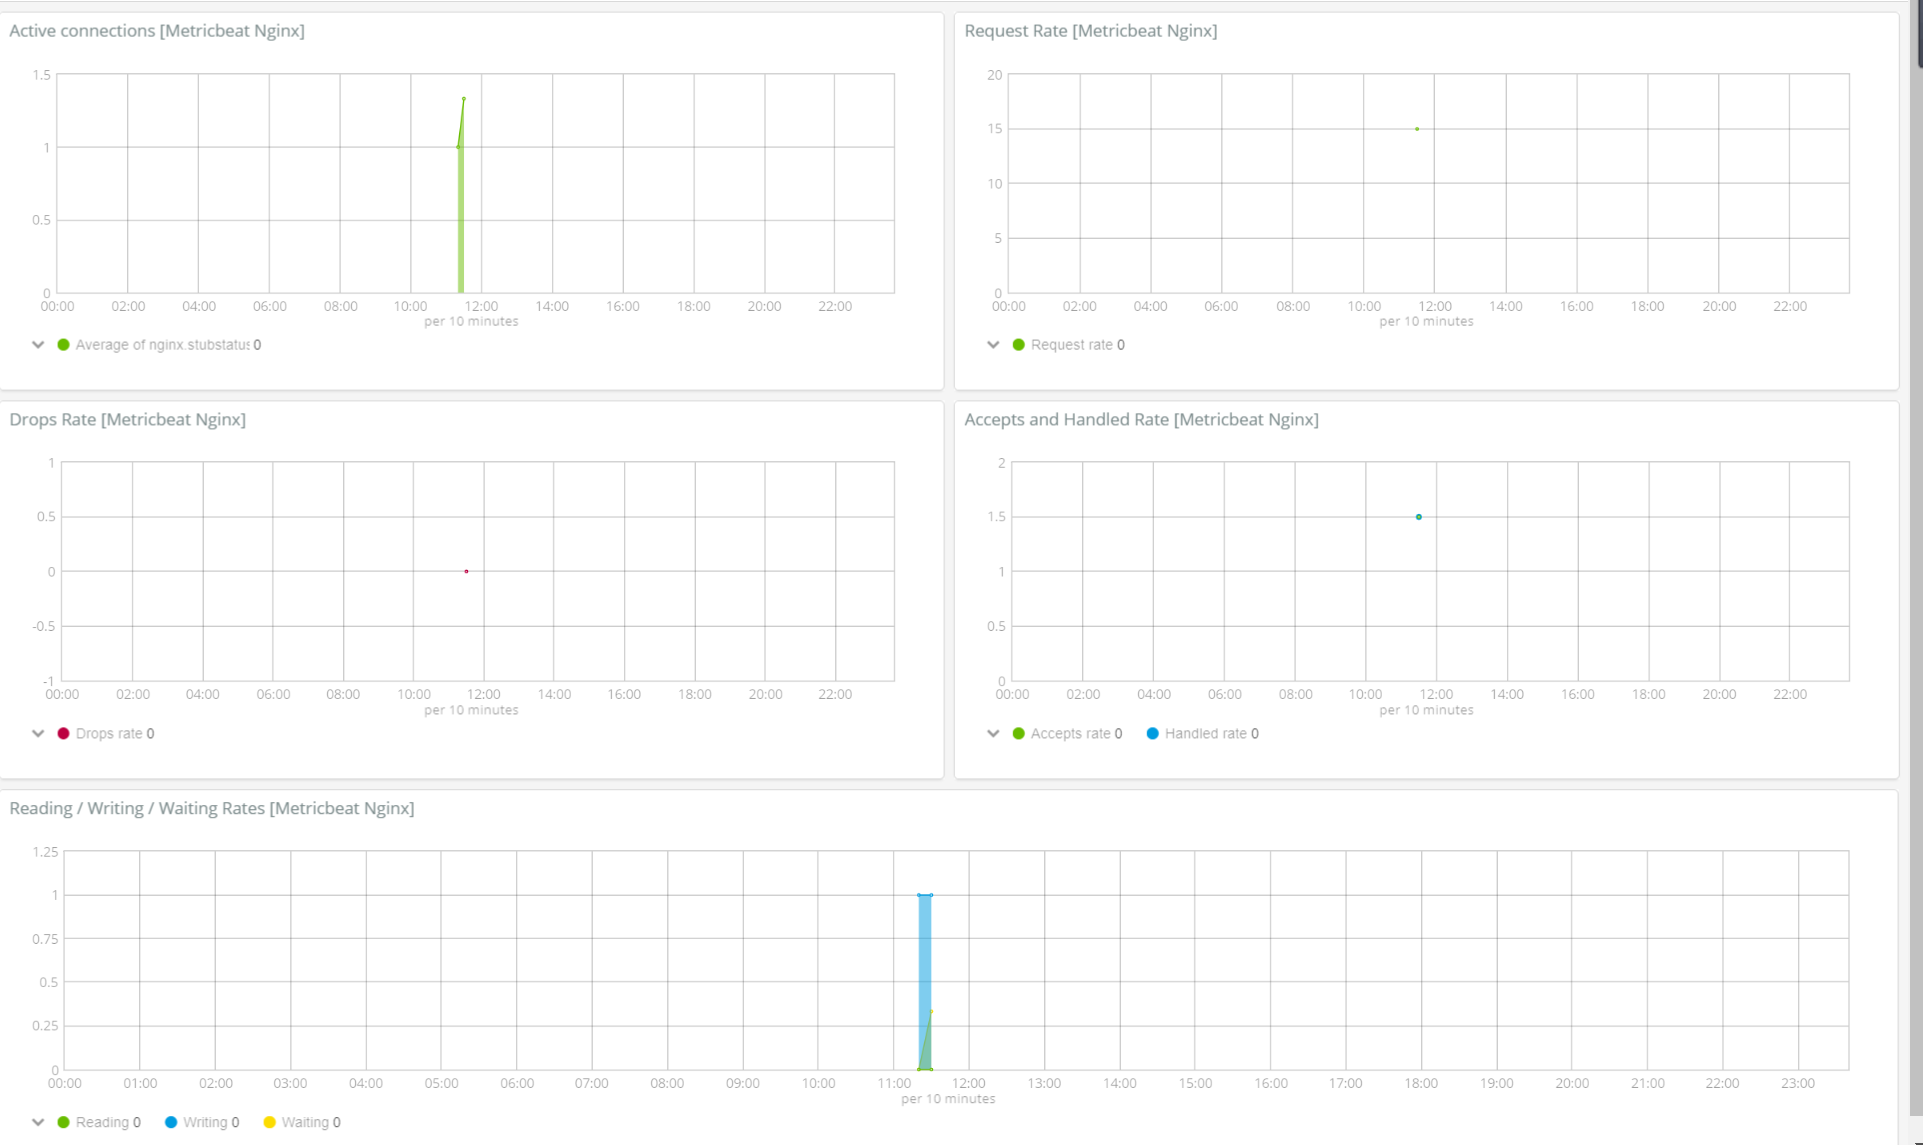 Active connections [Metricbeat Nginx]
1.5
1
0.5
0
00:00 02:00 04:00 06:00 08:00 10:00 12:00 14:00 16:00 18:00 20:00 22:00
per 10 minutes
Average of nginx.stubstatus 0
Request Rate [Metricbeat Nginx]
20
15
10
5
0
00:00 02:00 04:00 06:00 08:00 10:00 12:00 14:00 16:00 18:00 20:00 22:00
per 10 minutes
Request rate 0
Drops Rate [Metricbeat Nginx]
1
0.5
0
-0.5
-1
00:00 02:00 04:00 06:00 08:00 10:00 12:00 14:00 16:00 18:00 20:00 22:00
per 10 minutes
Drops rate 0
Accepts and Handled Rate [Metricbeat Nginx]
2
1.5
1
0.5
0
00:00 02:00 04:00 06:00 08:00 10:00 12:00 14:00 16:00 18:00 20:00 22:00
per 10 minutes
Accepts rate 0 Handled rate 0
Reading / Writing / Waiting Rates [Metricbeat Nginx]
1.25
1
0.75
0.5
0.25
0
00:00 01:00 02:00 03:00 04:00 05:00 06:00 07:00 08:00 09:00 10:00 11:00 12:00 13:00 14:00 15:00 16:00 17:00 18:00 19:00 20:00 21:00 22:00 23:00
per 10 minutes
Reading 0 Writing 0 Waiting 0